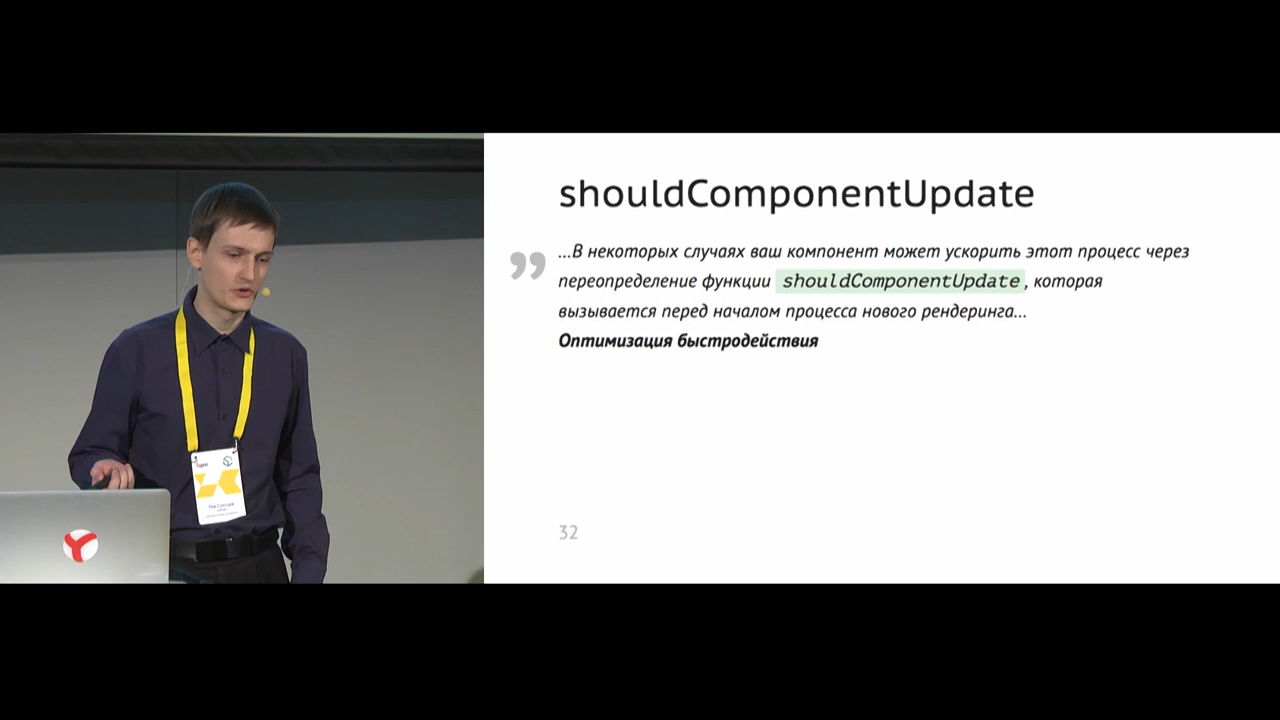 shouldComponentUpdate
” ...В некоторых случаях ваш компонент может ускорить этот процесс через
переопределение функции shouldComponentUpdate, которая
вызывается перед началом процесса нового рендеринга...
Оптимизация быстродействия
32